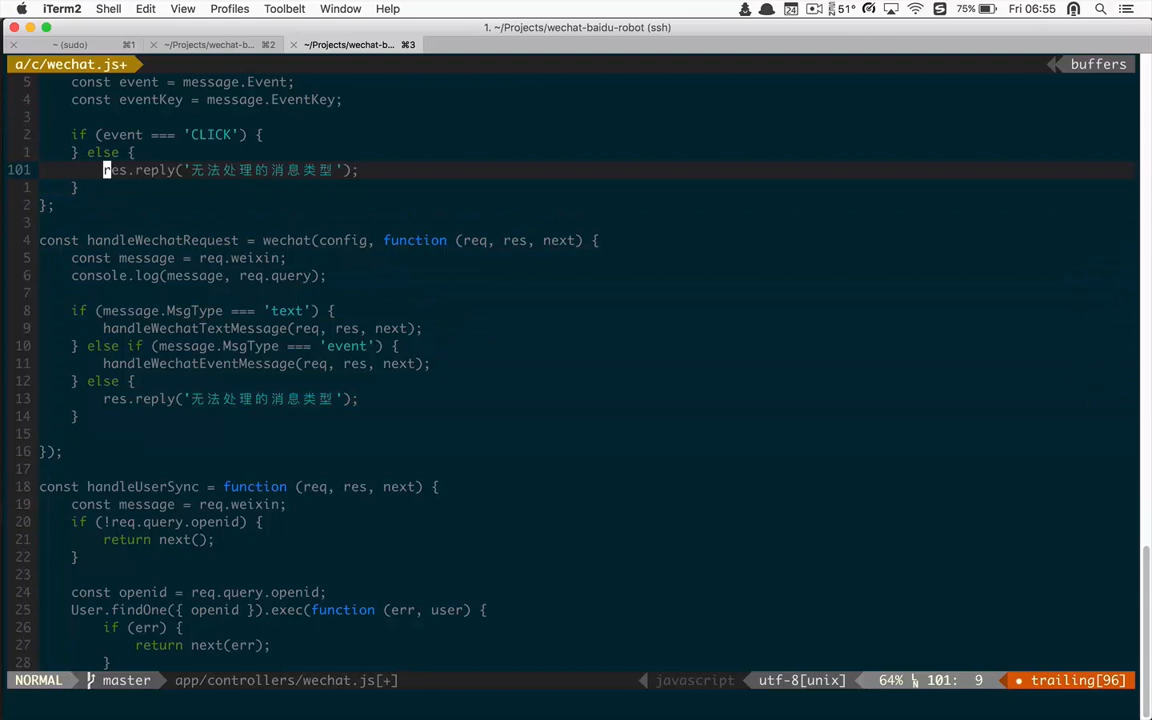 iTerm2 Shell Edit View Profiles Toolbelt Window Help 24 51° 75% Fri 06:55
1. ~/Projects/wechat-baidu-robot (ssh)
~ (sudo) ⌘1 ~/Projects/wechat-b... ⌘2 ~/Projects/wechat-b... ⌘3
a/c/wechat.js+ buffers
5 const event = message.Event;
4 const eventKey = message.EventKey;
3
2 if (event === 'CLICK') {
1 } else {
101 res.reply('无法处理的消息类型');
1 }
2 };
3
4 const handleWechatRequest = wechat(config, function (req, res, next) {
5 const message = req.weixin;
6 console.log(message, req.query);
7
8 if (message.MsgType === 'text') {
9 handleWechatTextMessage(req, res, next);
10 } else if (message.MsgType === 'event') {
11 handleWechatEventMessage(req, res, next);
12 } else {
13 res.reply('无法处理的消息类型');
14 }
15
16 });
17
18 const handleUserSync = function (req, res, next) {
19 const message = req.weixin;
20 if (!req.query.openid) {
21 return next();
22 }
23
24 const openid = req.query.openid;
25 User.findOne({ openid }).exec(function (err, user) {
26 if (err) {
27 return next(err);
28 }
NORMAL master app/controllers/wechat.js[+] javascript utf-8[unix] 64% 101: 9 trailing[96]